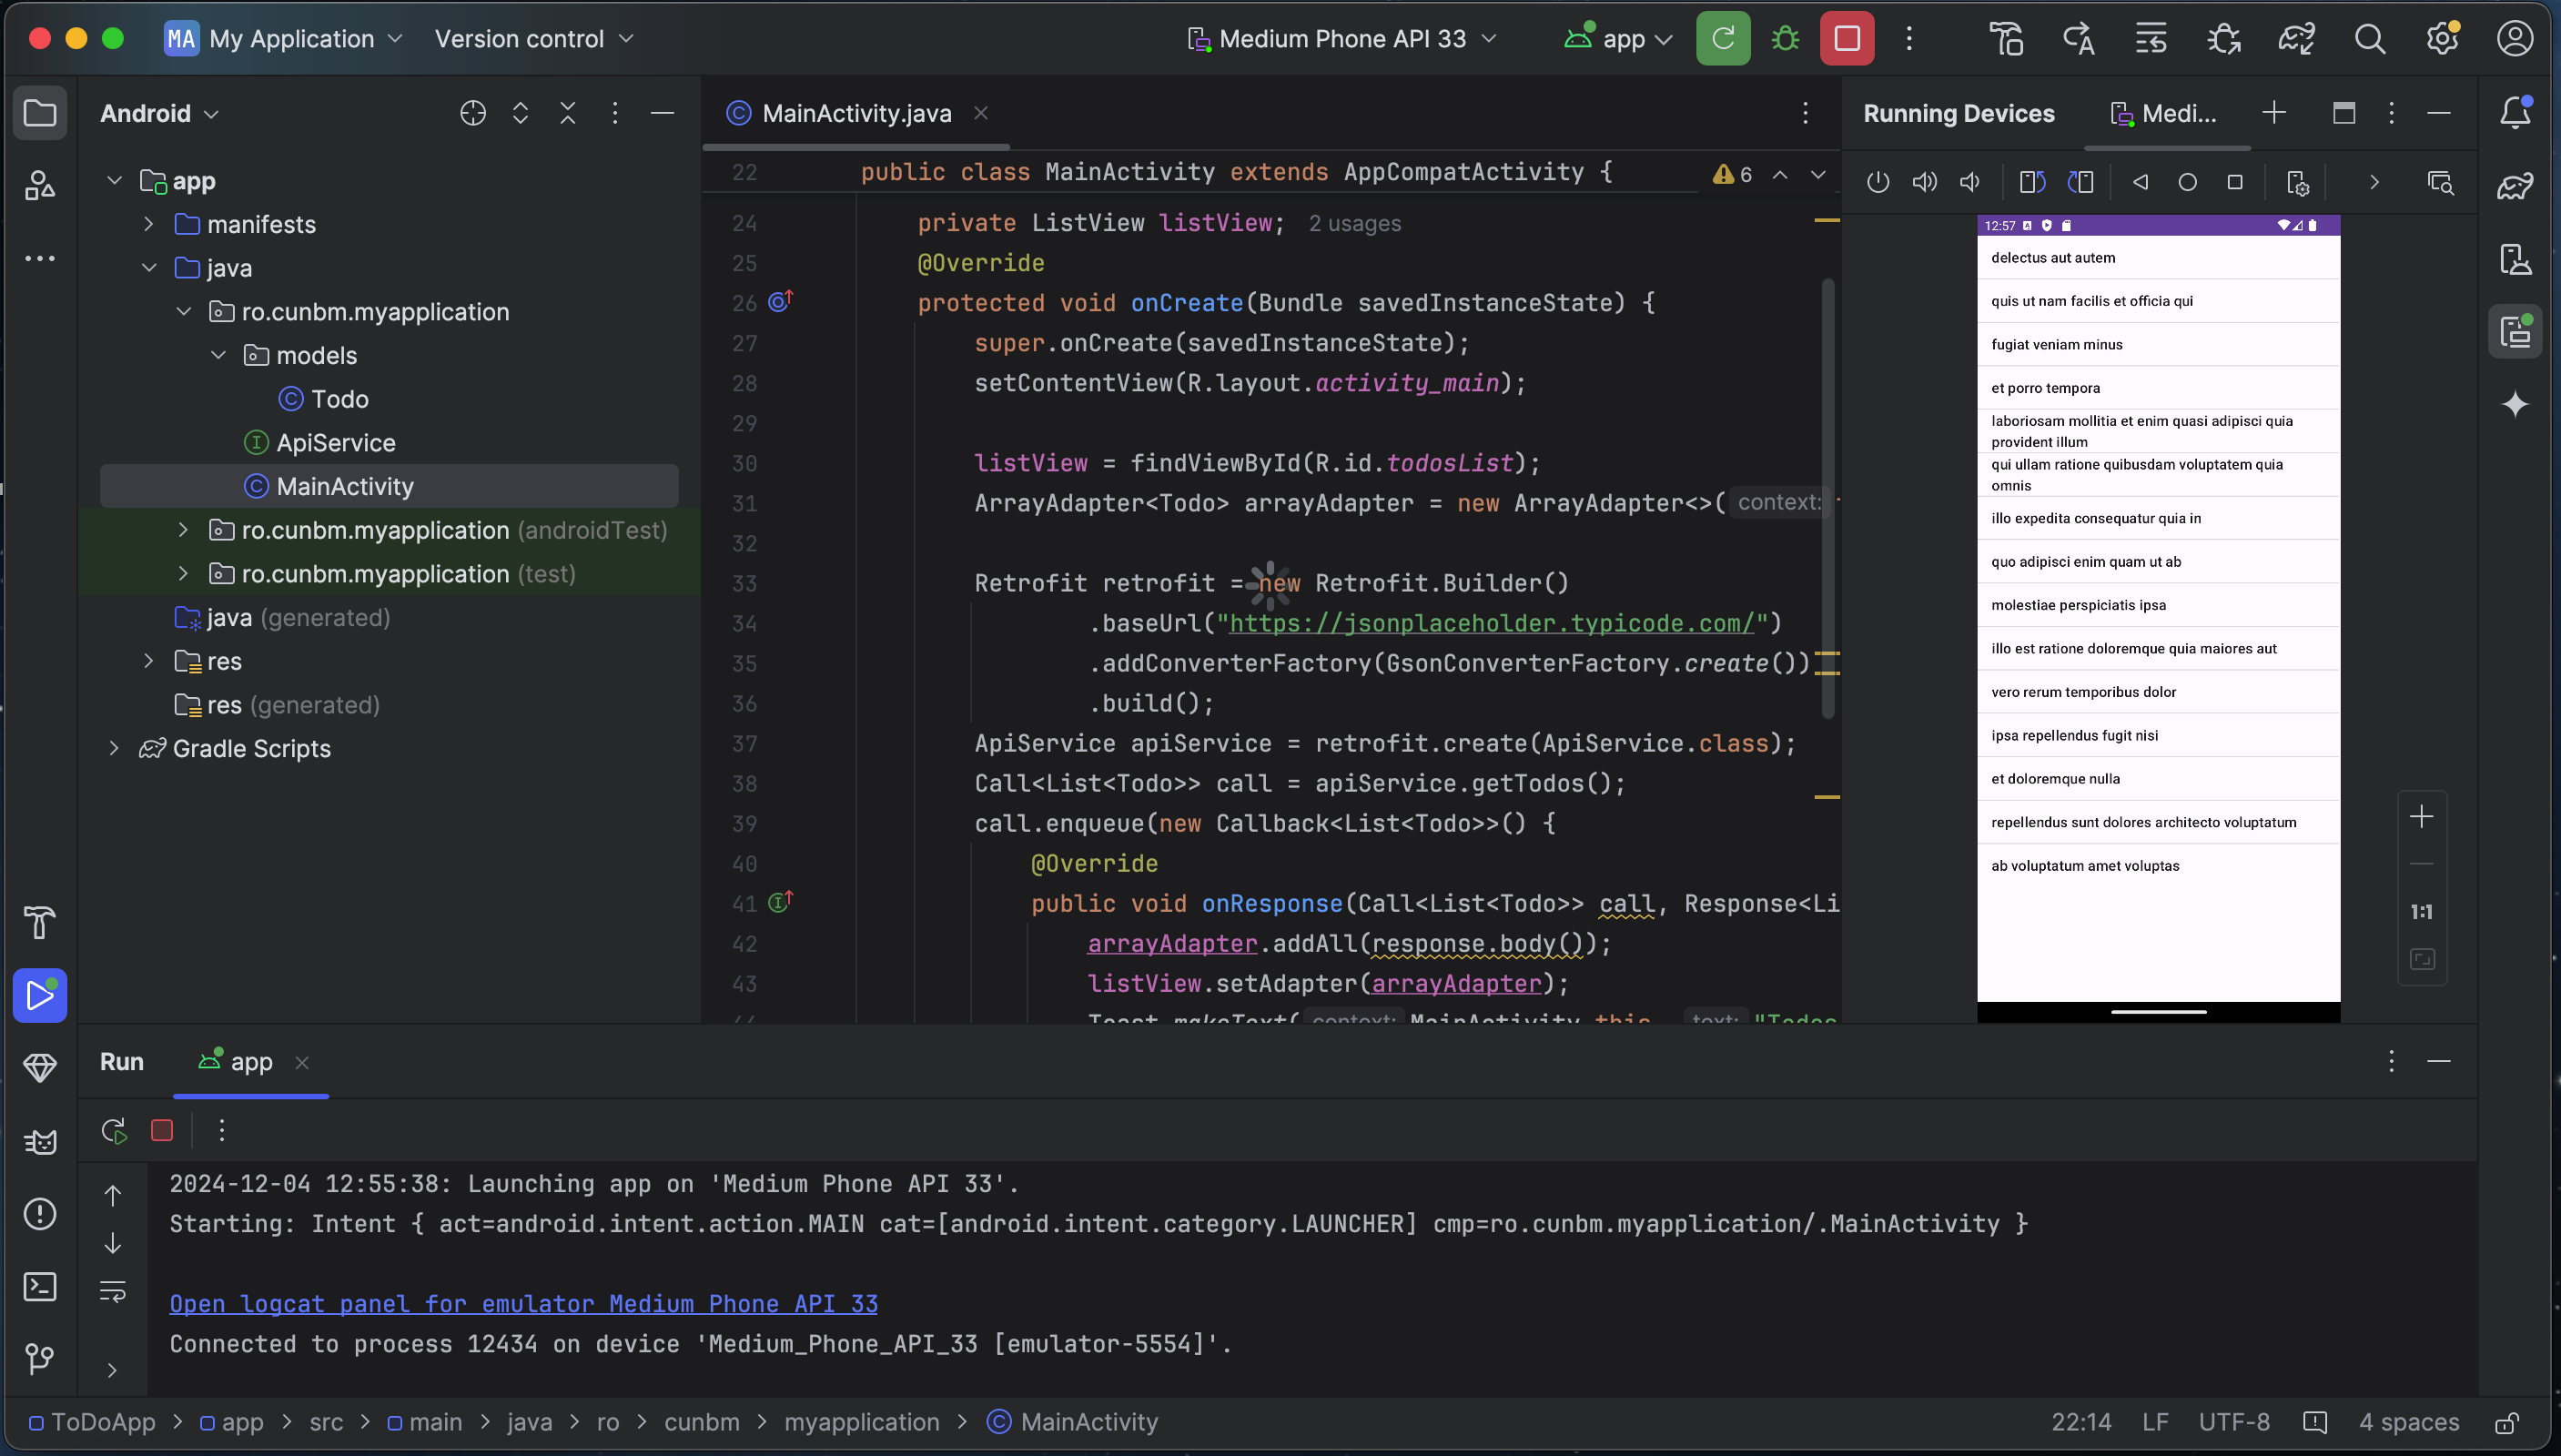 MA My Application
Version control
Medium Phone API 33
app
Android
app
manifests
java
ro.cunbm.myapplication
models
Todo
ApiService
MainActivity
ro.cunbm.myapplication (androidTest)
ro.cunbm.myapplication (test)
java (generated)
res
res (generated)
Gradle Scripts
MainActivity.java
22 public class MainActivity extends AppCompatActivity {
6
24 private ListView listView; 2 usages
25 @Override
26 protected void onCreate(Bundle savedInstanceState) {
27 super.onCreate(savedInstanceState);
28 setContentView(R.layout.activity_main);
29
30 listView = findViewById(R.id.todosList);
31 ArrayAdapter<Todo> arrayAdapter = new ArrayAdapter<>( context:
32
33 Retrofit retrofit = new Retrofit.Builder()
34 .baseUrl("https://jsonplaceholder.typicode.com/")
35 .addConverterFactory(GsonConverterFactory.create())
36 .build();
37 ApiService apiService = retrofit.create(ApiService.class);
38 Call<List<Todo>> call = apiService.getTodos();
39 call.enqueue(new Callback<List<Todo>>() {
40 @Override
41 public void onResponse(Call<List<Todo>> call, Response<Li
42 arrayAdapter.addAll(response.body());
43 listView.setAdapter(arrayAdapter);
44 Toast.makeText( context: MainActivity.this, text: "Todos
Running Devices
Medi...
12:57
delectus aut autem
quis ut nam facilis et officia qui
fugiat veniam minus
et porro tempora
laboriosam mollitia et enim quasi adipisci quia
provident illum
qui ullam ratione quibusdam voluptatem quia
omnis
illo expedita consequatur quia in
quo adipisci enim quam ut ab
molestiae perspiciatis ipsa
illo est ratione doloremque quia maiores aut
vero rerum temporibus dolor
ipsa repellendus fugit nisi
et doloremque nulla
repellendus sunt dolores architecto voluptatum
ab voluptatum amet voluptas
1:1
Run
app
2024-12-04 12:55:38: Launching app on 'Medium Phone API 33'.
Starting: Intent { act=android.intent.action.MAIN cat=[android.intent.category.LAUNCHER] cmp=ro.cunbm.myapplication/.MainActivity }
Open logcat panel for emulator Medium Phone API 33
Connected to process 12434 on device 'Medium_Phone_API_33 [emulator-5554]'.
ToDoApp > app > src > main > java > ro > cunbm > myapplication > MainActivity
22:14 LF UTF-8 4 spaces